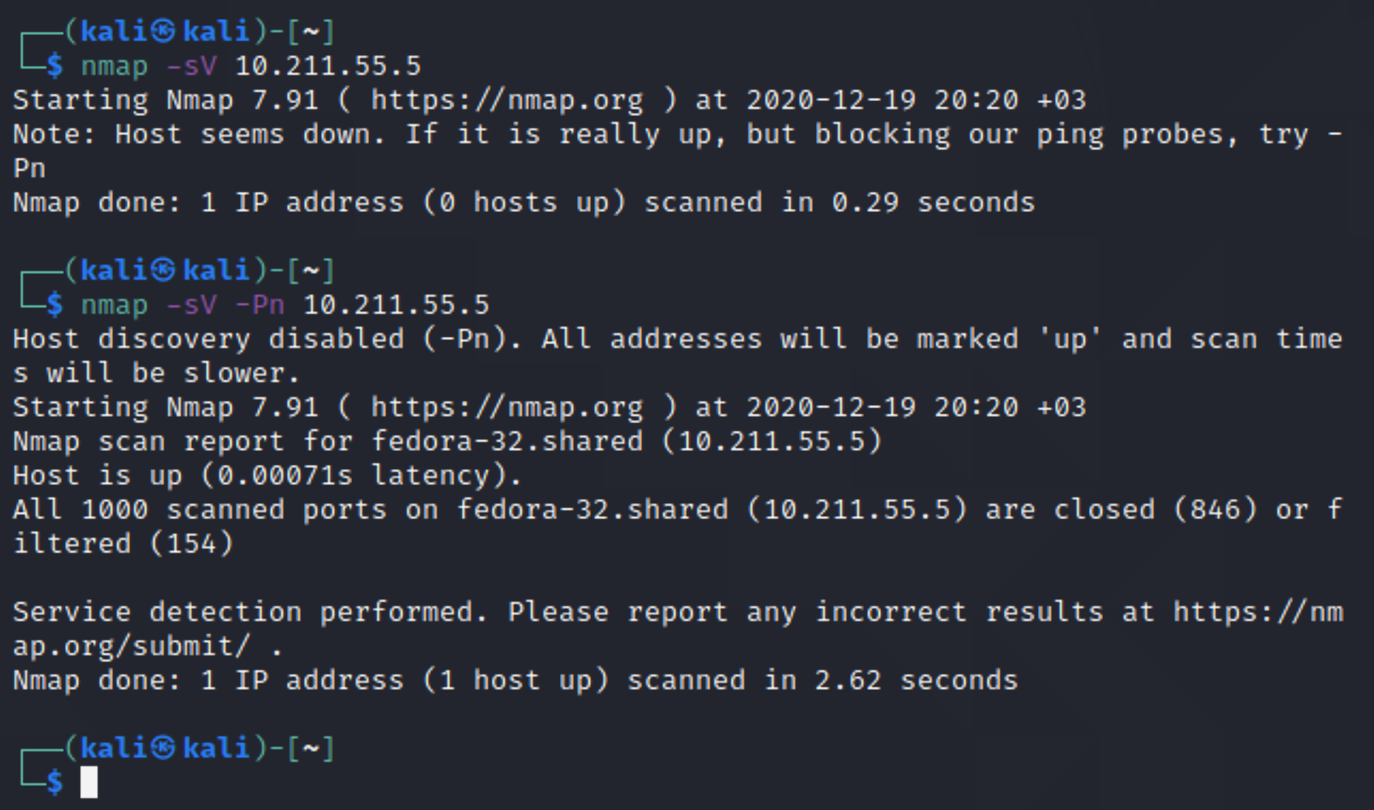 ┌──(kali㉿kali)-[~]
└─$ nmap -sV 10.211.55.5
Starting Nmap 7.91 ( https://nmap.org ) at 2020-12-19 20:20 +03
Note: Host seems down. If it is really up, but blocking our ping probes, try -
Pn
Nmap done: 1 IP address (0 hosts up) scanned in 0.29 seconds

┌──(kali㉿kali)-[~]
└─$ nmap -sV -Pn 10.211.55.5
Host discovery disabled (-Pn). All addresses will be marked 'up' and scan time
s will be slower.
Starting Nmap 7.91 ( https://nmap.org ) at 2020-12-19 20:20 +03
Nmap scan report for fedora-32.shared (10.211.55.5)
Host is up (0.00071s latency).
All 1000 scanned ports on fedora-32.shared (10.211.55.5) are closed (846) or f
iltered (154)

Service detection performed. Please report any incorrect results at https://nm
ap.org/submit/ .
Nmap done: 1 IP address (1 host up) scanned in 2.62 seconds

┌──(kali㉿kali)-[~]
└─$